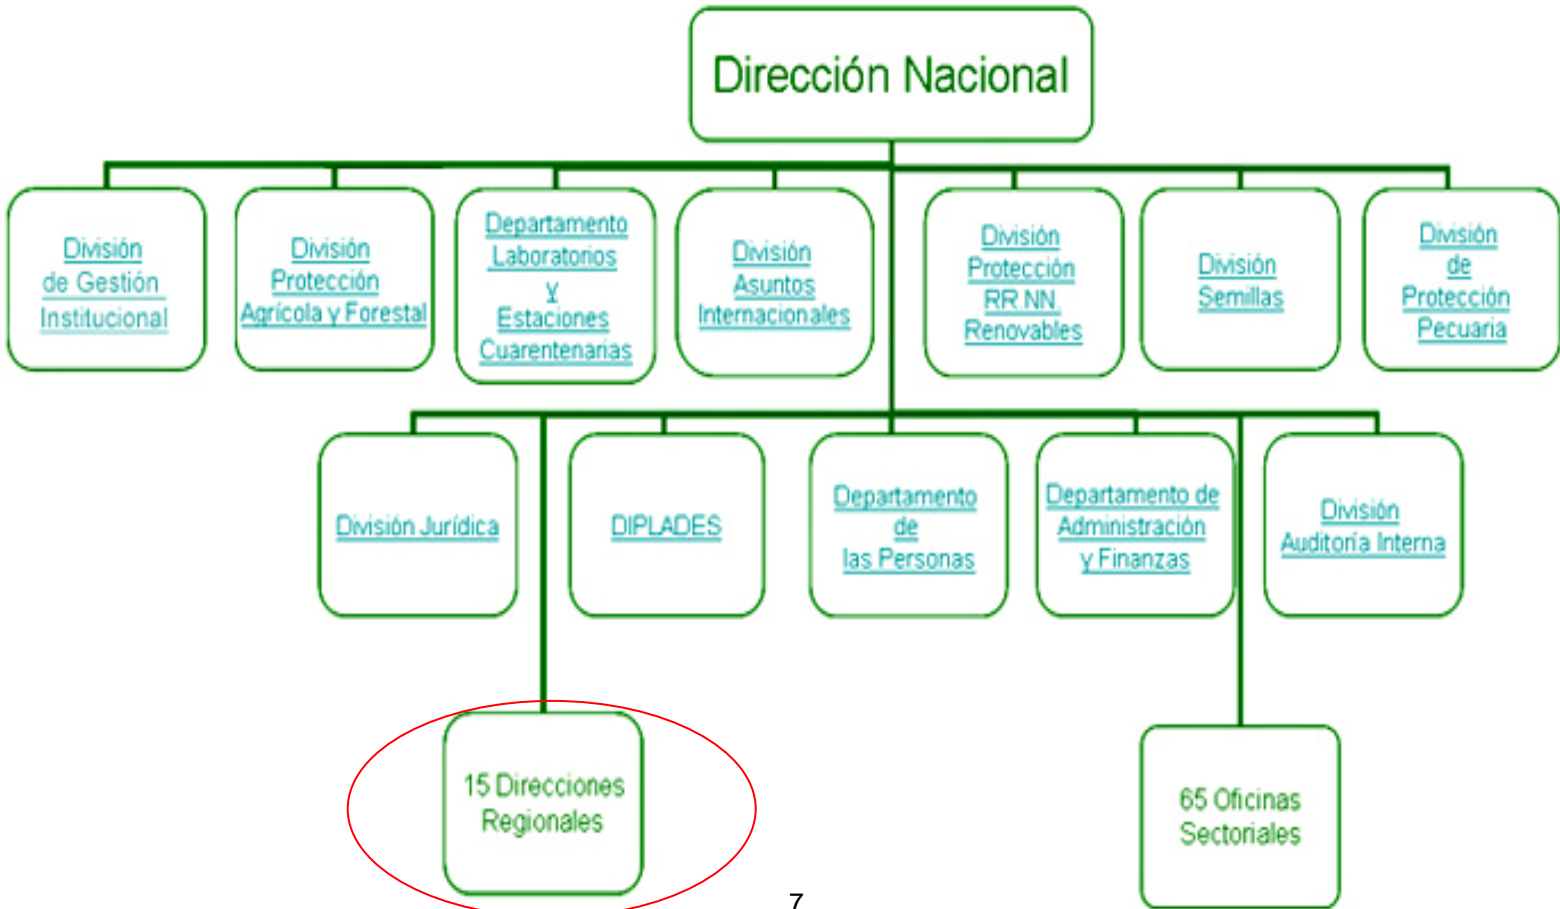 Dirección Nacional
División
de Gestión
Institucional
División
Protección
Agrícola y Forestal
Departamento
Laboratorios
y
Estaciones
Cuarentenarias
División
Asuntos
Internacionales
División
Protección
RR.NN.
Renovables
División
Semillas
División
de
Protección
Pecuaria
División Jurídica
DIPLADES
Departamento
de
las Personas
Departamento de
Administración
y Finanzas
División
Auditoría Interna
15 Direcciones
Regionales
65 Oficinas
Sectoriales
7